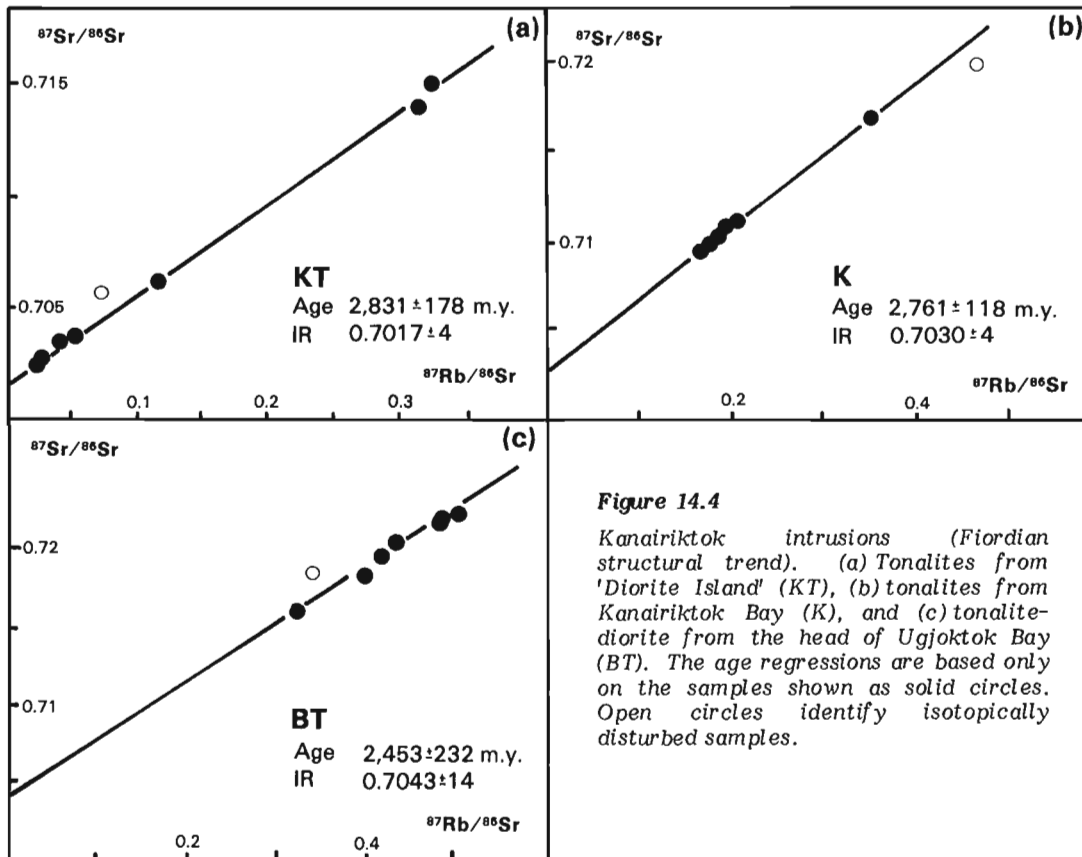 (a)
⁸⁷Sr/⁸⁶Sr
0.715
0.705
KT
Age 2,831 ± 178 m.y.
IR 0.7017 ± 4
⁸⁷Rb/⁸⁶Sr
0.1 0.2 0.3
(b)
⁸⁷Sr/⁸⁶Sr
0.72
0.71
K
Age 2,761 ± 118 m.y.
IR 0.7030 ± 4
⁸⁷Rb/⁸⁶Sr
0.2 0.4
(c)
⁸⁷Sr/⁸⁶Sr
0.72
0.71
BT
Age 2,453 ± 232 m.y.
IR 0.7043 ± 14
⁸⁷Rb/⁸⁶Sr
0.2 0.4
Figure 14.4
Kanairiktok intrusions (Fiordian
structural trend). (a) Tonalites from
'Diorite Island' (KT), (b) tonalites from
Kanairiktok Bay (K), and (c) tonalite-
diorite from the head of Ugjoktok Bay
(BT). The age regressions are based only
on the samples shown as solid circles.
Open circles identify isotopically
disturbed samples.